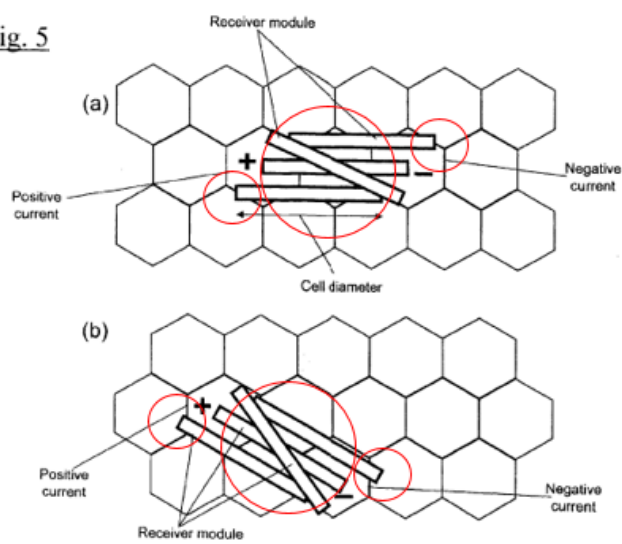 ig. 5
Receiver module
(a)
+
−
Negative
current
Positive
current
Cell diameter
(b)
+
−
Positive
current
Negative
current
Receiver module